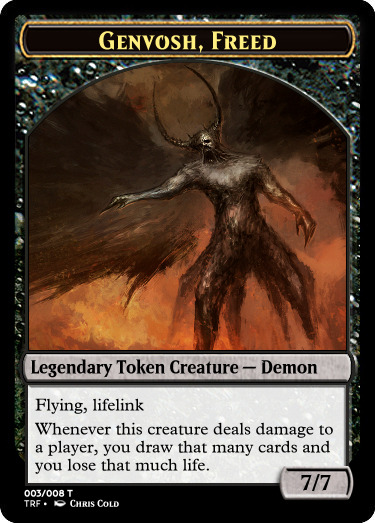 Genvosh, Freed
Legendary Token Creature — Demon
Flying, lifelink
Whenever this creature deals damage to
a player, you draw that many cards and
you lose that much life.
7/7
003/008 T
TRF • Chris Cold